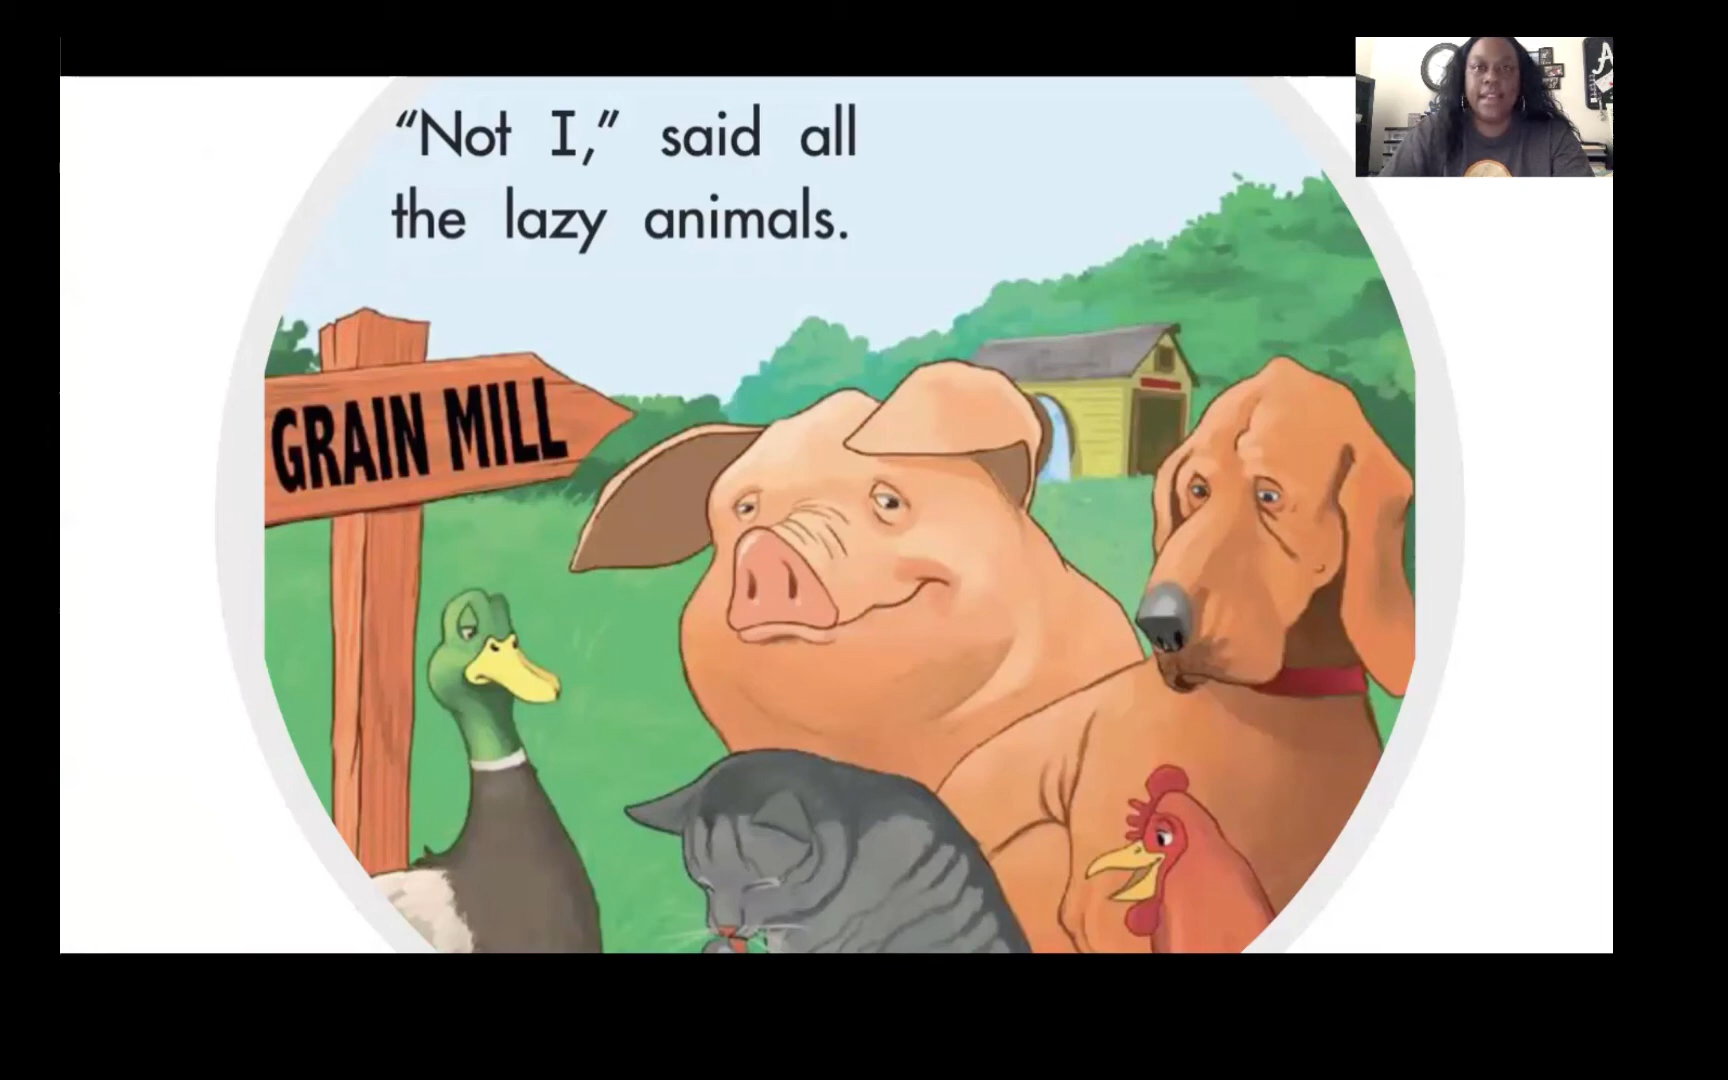 “Not I,” said all
the lazy animals.
GRAIN MILL
A